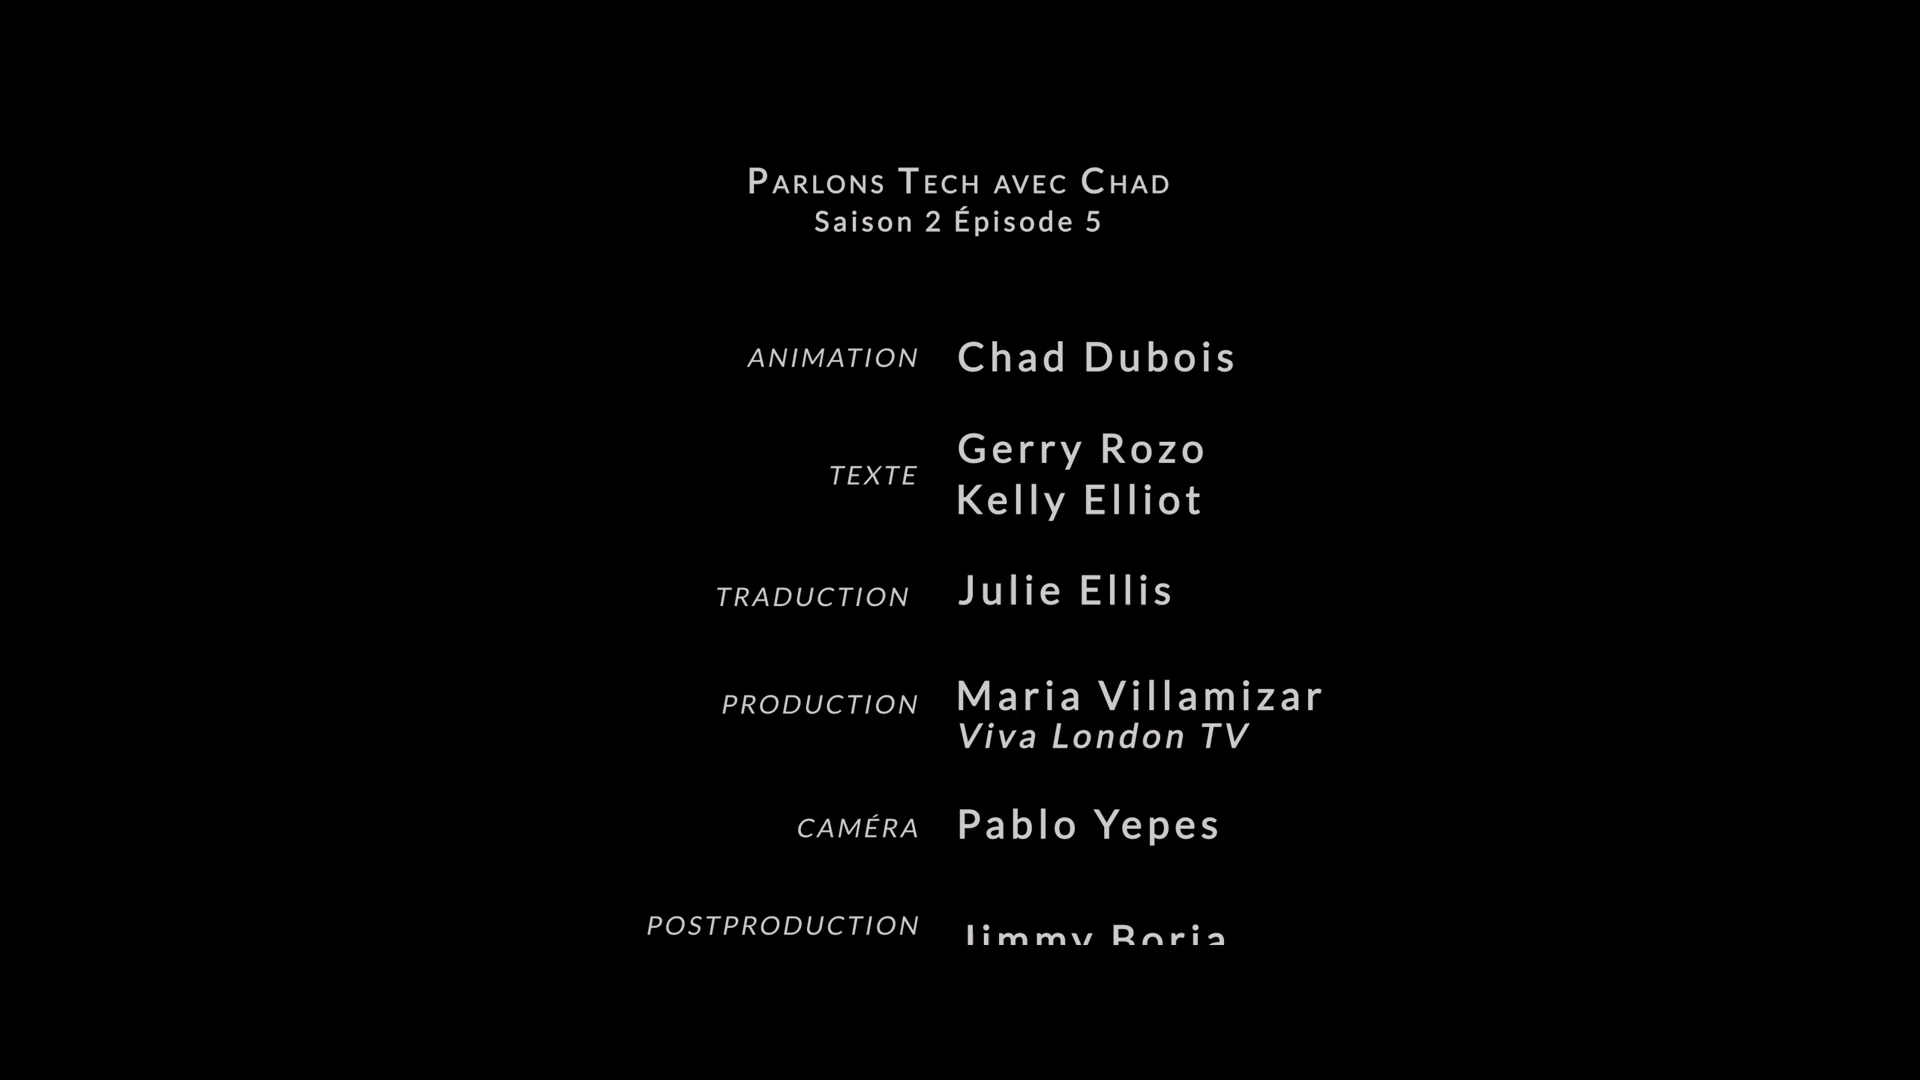 Parlons Tech avec Chad
Saison 2 Épisode 5
ANIMATION Chad Dubois
TEXTE Gerry Rozo
Kelly Elliot
TRADUCTION Julie Ellis
PRODUCTION Maria Villamizar
Viva London TV
CAMÉRA Pablo Yepes
POSTPRODUCTION Jimmy